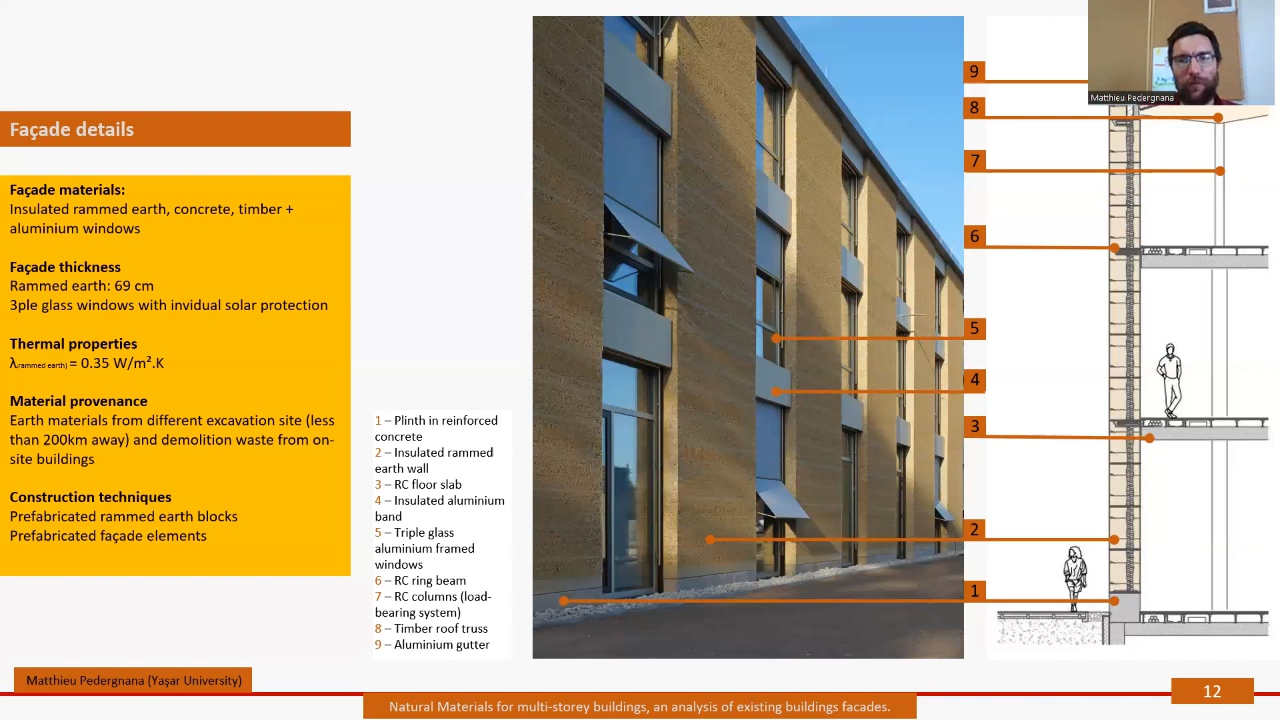 Façade details
Façade materials:
Insulated rammed earth, concrete, timber +
aluminium windows
Façade thickness
Rammed earth: 69 cm
3ple glass windows with invidual solar protection
Thermal properties
λrammed earth) = 0.35 W/m².K
Material provenance
Earth materials from different excavation site (less
than 200km away) and demolition waste from on-
site buildings
Construction techniques
Prefabricated rammed earth blocks
Prefabricated façade elements
1 – Plinth in reinforced
concrete
2 – Insulated rammed
earth wall
3 – RC floor slab
4 – Insulated aluminium
band
5 – Triple glass
aluminium framed
windows
6 – RC ring beam
7 – RC columns (load-
bearing system)
8 – Timber roof truss
9 – Aluminium gutter
9
8
7
6
5
4
3
2
1
Matthieu Pedergnana
Matthieu Pedergnana (Yaşar University)
Natural Materials for multi-storey buildings, an analysis of existing buildings facades.
12